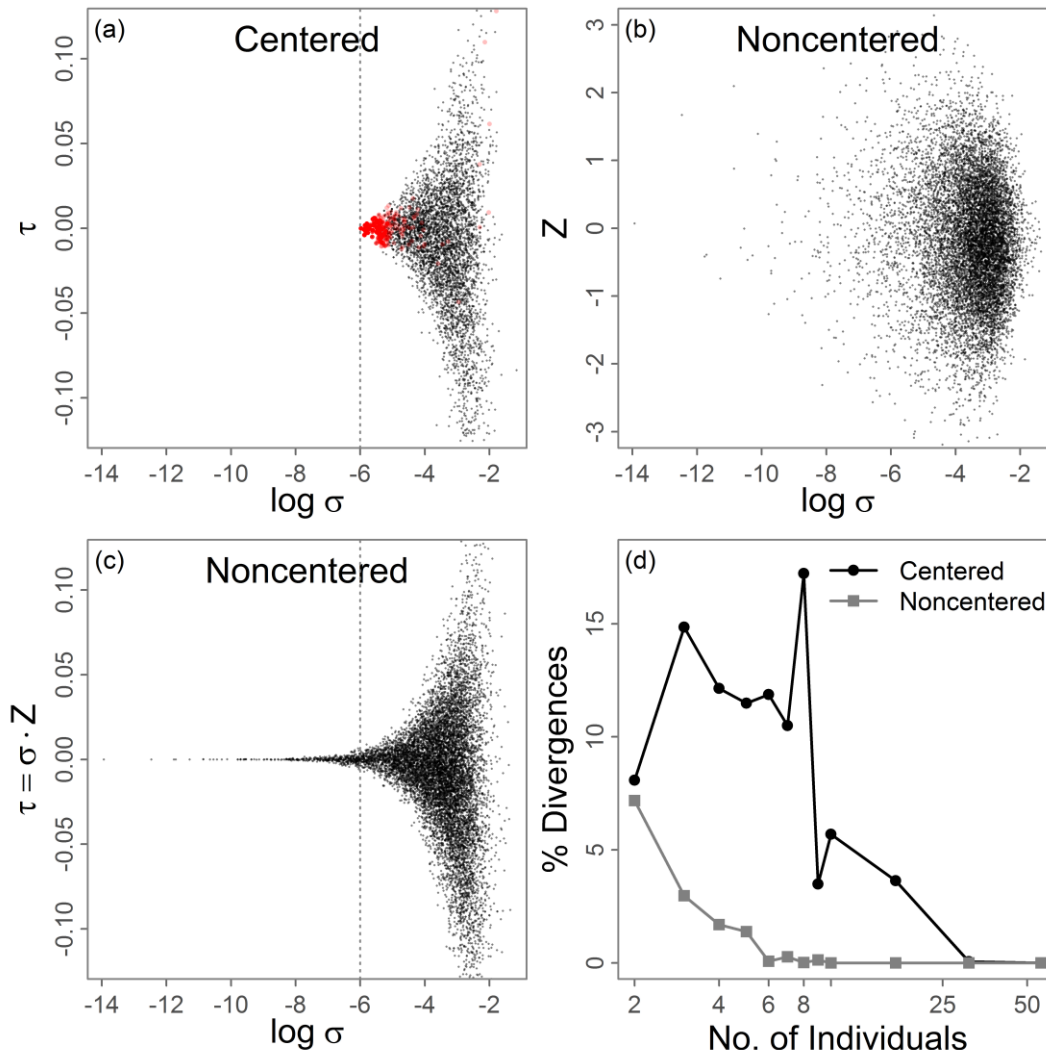 (a) Centered
τ
0.10
0.05
0.00
-0.05
-0.10
-14 -12 -10 -8 -6 -4 -2
log σ
(b) Noncentered
Z
3
2
1
0
-1
-2
-3
-14 -12 -10 -8 -6 -4 -2
log σ
(c) Noncentered
τ = σ · Z
0.10
0.05
0.00
-0.05
-0.10
-14 -12 -10 -8 -6 -4 -2
log σ
(d)
Centered
Noncentered
% Divergences
15
10
5
0
2 4 6 8 25 50
No. of Individuals